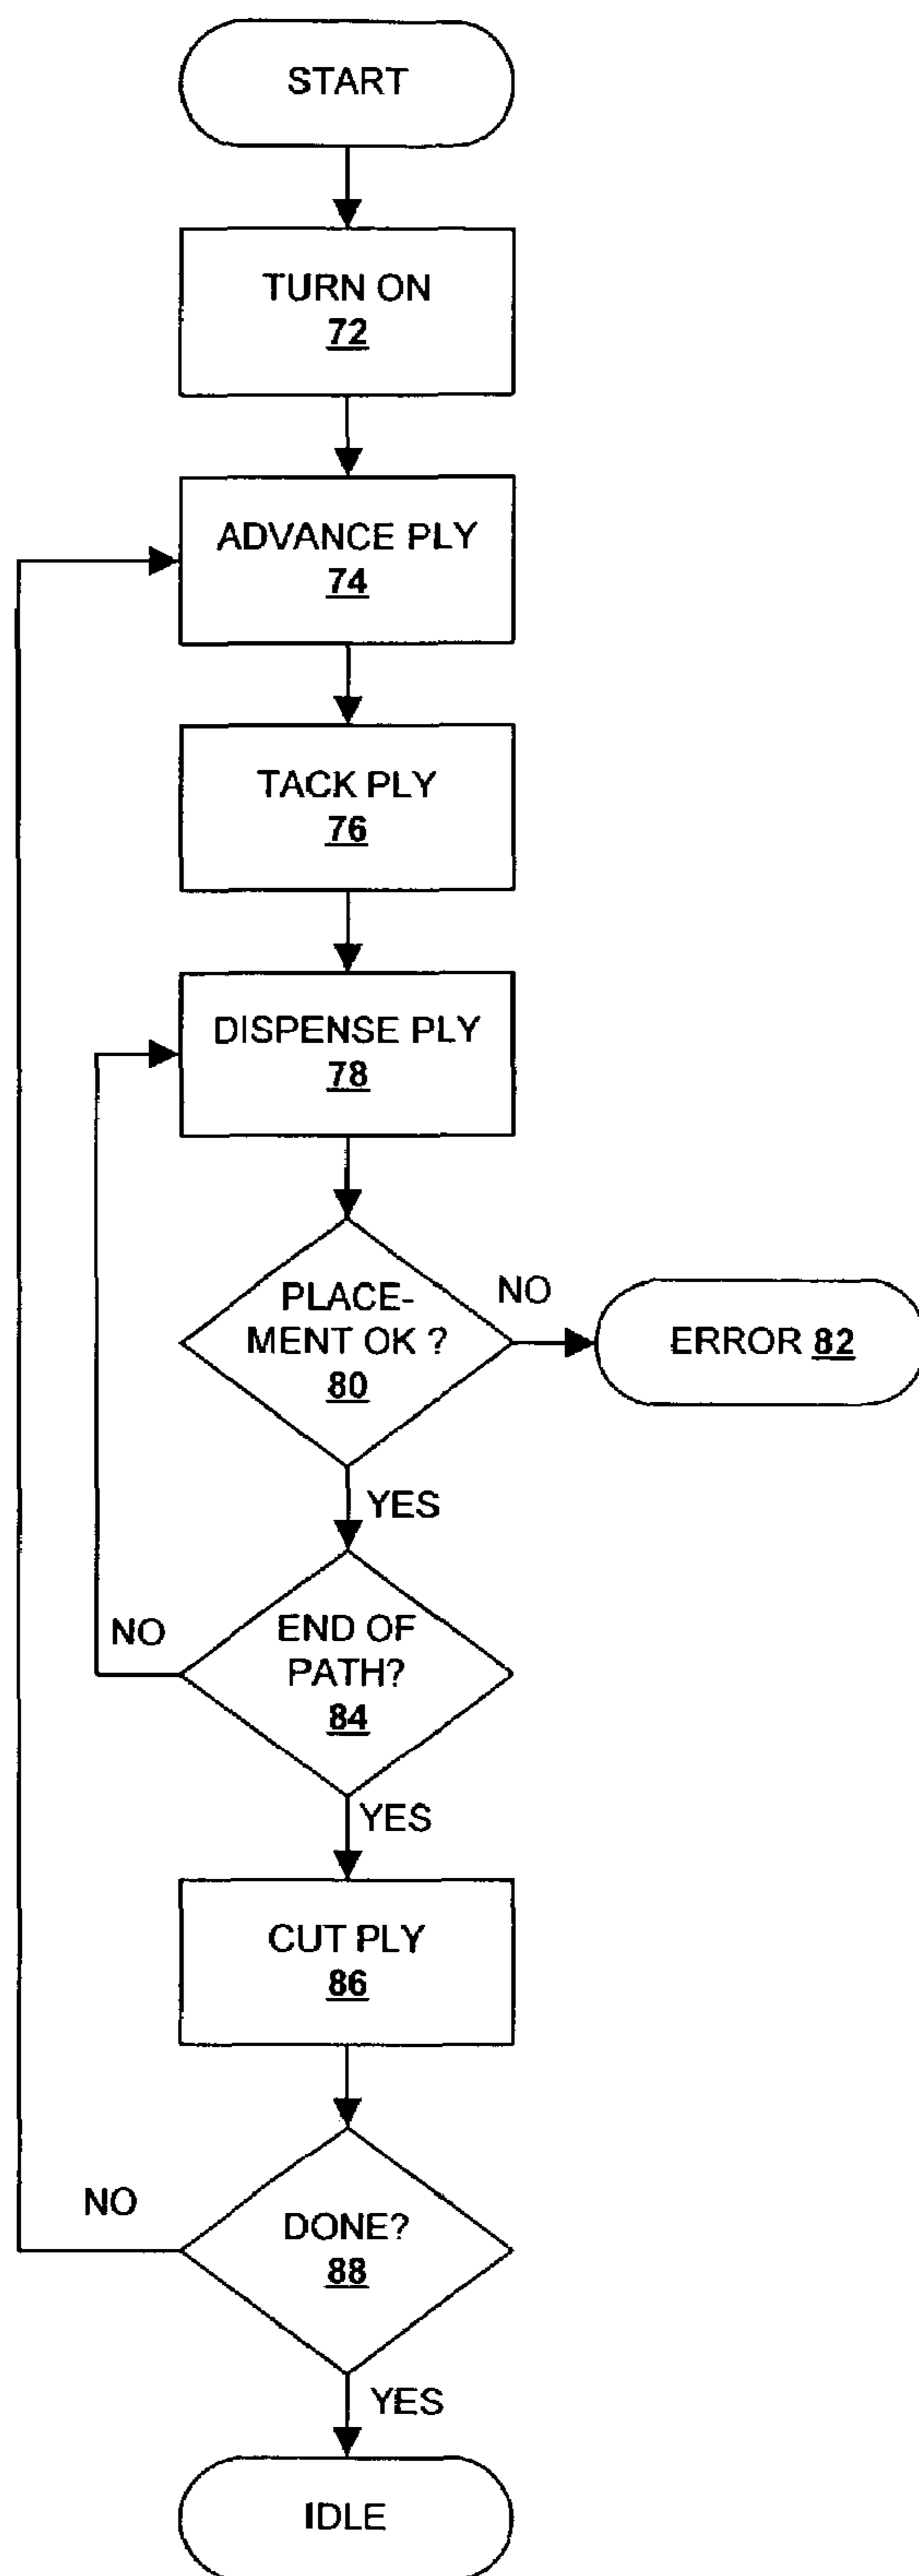 START
TURN ON
72
ADVANCE PLY
74
TACK PLY
76
DISPENSE PLY
78
PLACE-
MENT OK ?
80
NO
ERROR 82
YES
END OF
PATH?
84
NO
YES
CUT PLY
86
DONE?
88
NO
YES
IDLE